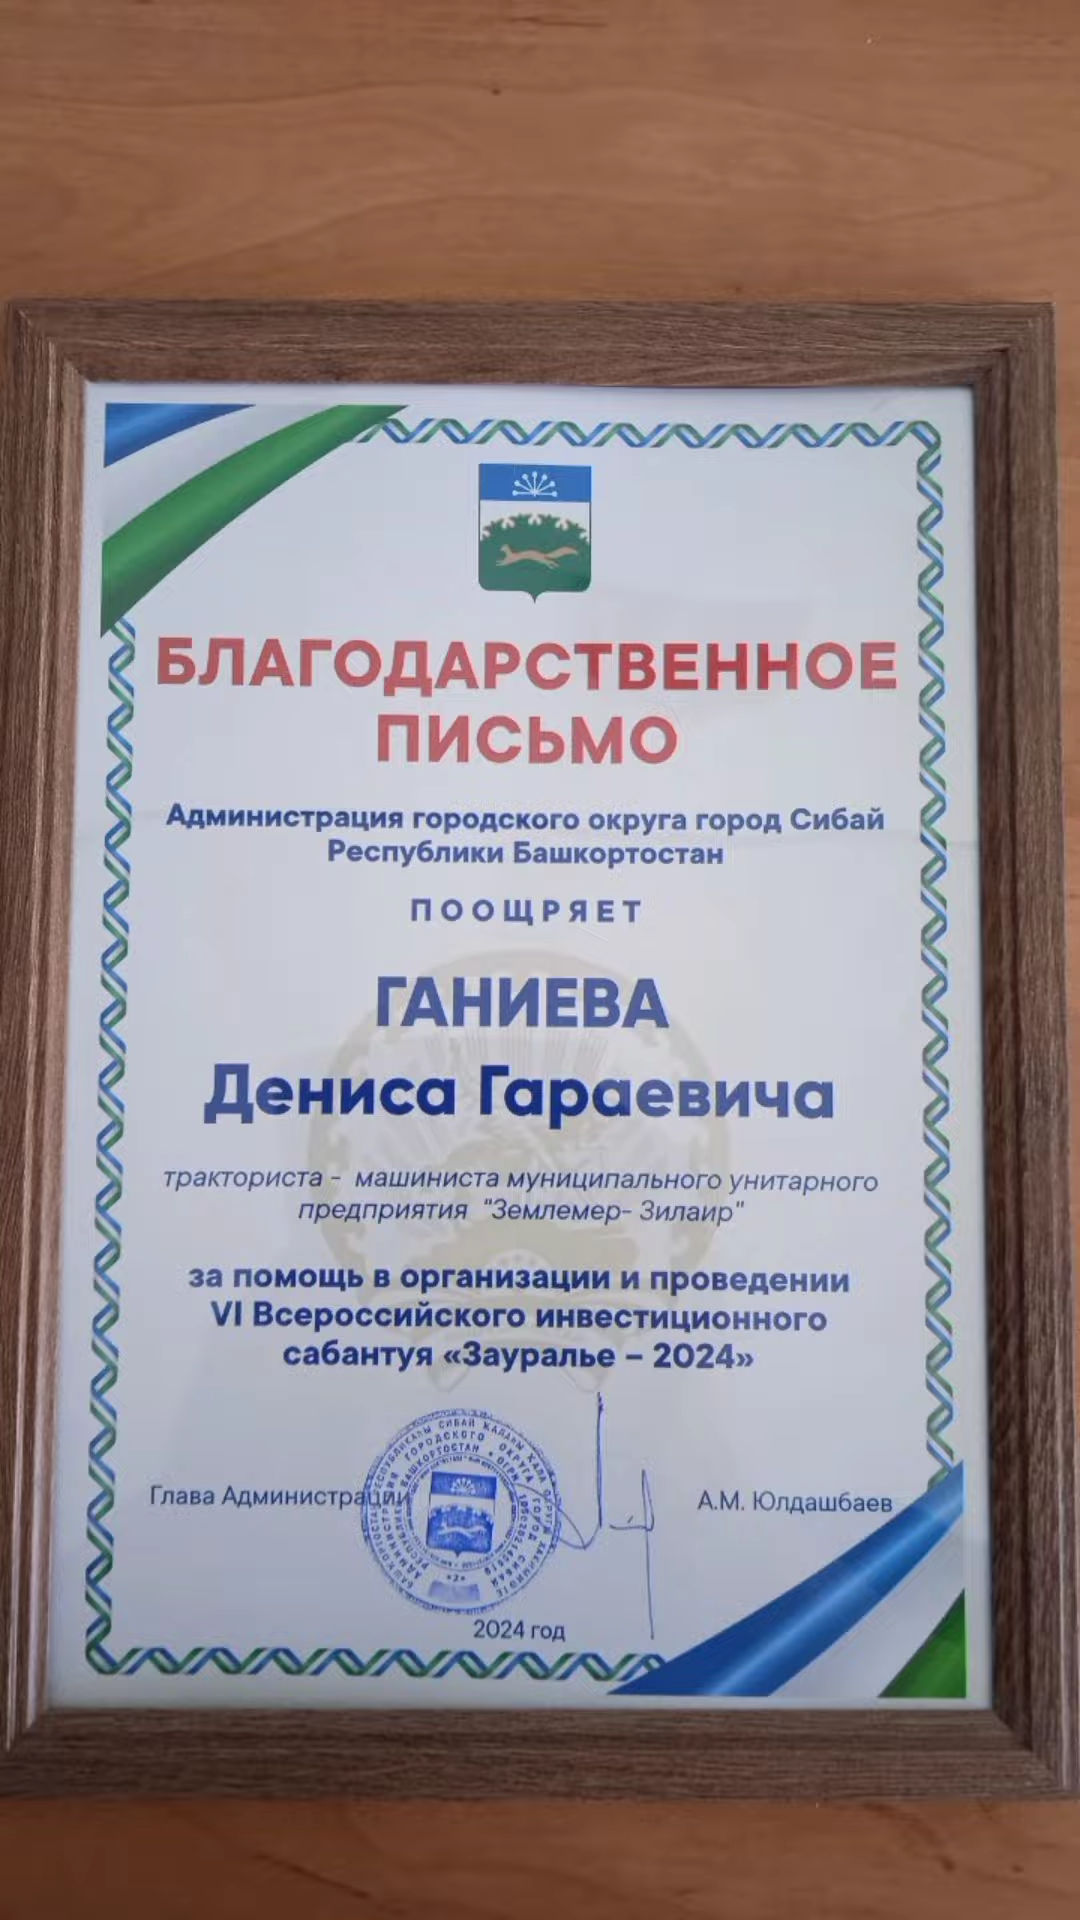 БЛАГОДАРСТВЕННОЕ
ПИСЬМО
Администрация городского округа город Сибай
Республики Башкортостан
ПООЩРЯЕТ
ГАНИЕВА
Дениса Гараевича
тракториста - машиниста муниципального унитарного
предприятия "Землемер- Зилаир"
за помощь в организации и проведении
VI Всероссийского инвестиционного
сабантуя «Зауралье – 2024»
Глава Администрации
А.М. Юлдашбаев
2024 год